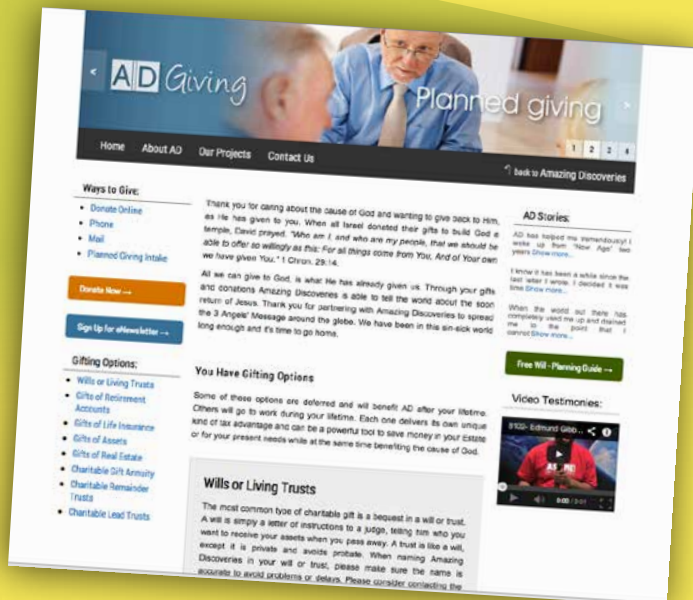 AD Giving
Planned giving
<
>
1 2 3 4
Home About AD Our Projects Contact Us
back to Amazing Discoveries
Ways to Give:
• Donate Online
• Phone
• Mail
• Planned Giving Intake
Donate Now →
Sign Up for eNewsletter →
Gifting Options:
• Wills or Living Trusts
• Gifts of Retirement
Accounts
• Gifts of Life Insurance
• Gifts of Assets
• Gifts of Real Estate
• Charitable Gift Annuity
• Charitable Remainder
Trusts
• Charitable Lead Trusts
Thank you for caring about the cause of God and wanting to give back to Him,
as He has given to you. When all Israel donated their gifts to build God a
temple, David prayed, "Who am I, and who are my people, that we should be
able to offer so willingly as this: For all things come from You, And of Your own
we have given You." 1 Chron. 29:14.
All we can give to God, is what He has already given us. Through your gifts
and donations Amazing Discoveries is able to tell the world about the soon
return of Jesus. Thank you for partnering with Amazing Discoveries to spread
the 3 Angels' Message around the globe. We have been in this sin-sick world
long enough and it's time to go home.
You Have Gifting Options
Some of these options are deferred and will benefit AD after your lifetime.
Others will go to work during your lifetime. Each one delivers its own unique
kind of tax advantage and can be a powerful tool to save money in your Estate
or for your present needs while at the same time benefiting the cause of God.
Wills or Living Trusts
The most common type of charitable gift is a bequest in a will or trust.
A will is simply a letter of instructions to a judge, telling him who you
want to receive your assets when you pass away. A trust is like a will,
except it is private and avoids probate. When naming Amazing
Discoveries in your will or trust, please make sure the name is
accurate to avoid problems or delays. Please consider contacting the
AD Stories:
AD has helped me tremendously! I
woke up from 'New Age' two
years Show more...
I know it has been a while since the
last letter I wrote. I decided it was
time Show more...
When the world out there has
completely used me up and drained
me to the point that I
cannot Show more...
Free Will - Planning Guide →
Video Testimonies:
8102- Edmund Gibb...
0:00 / 3:01